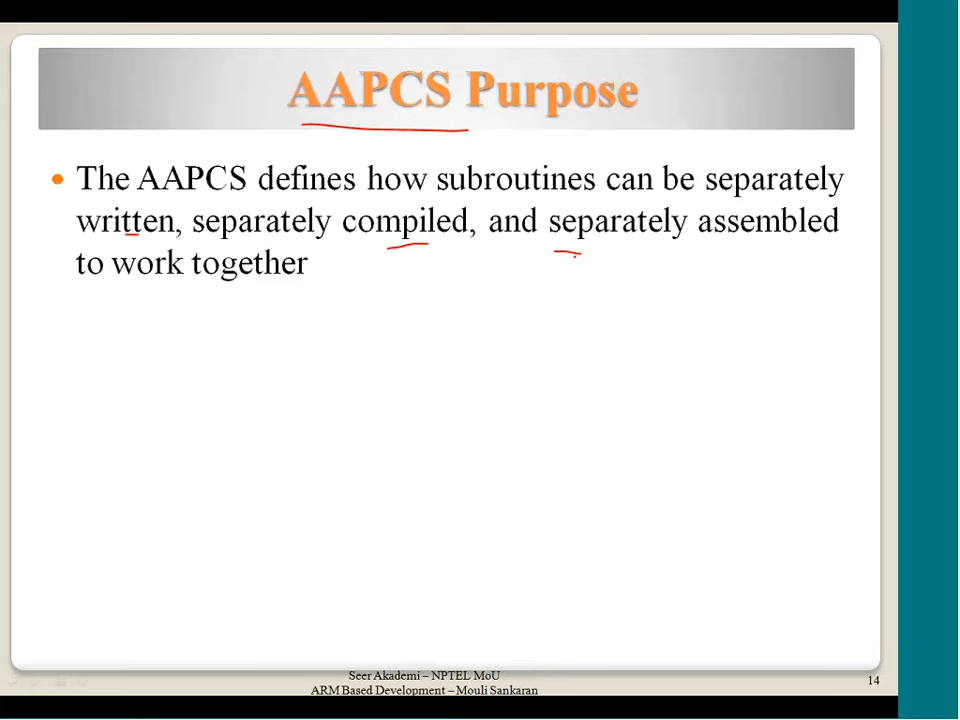 AAPCS Purpose
• The AAPCS defines how subroutines can be separately
written, separately compiled, and separately assembled
to work together
Seer Akademi – NPTEL MoU
ARM Based Development – Mouli Sankaran
14